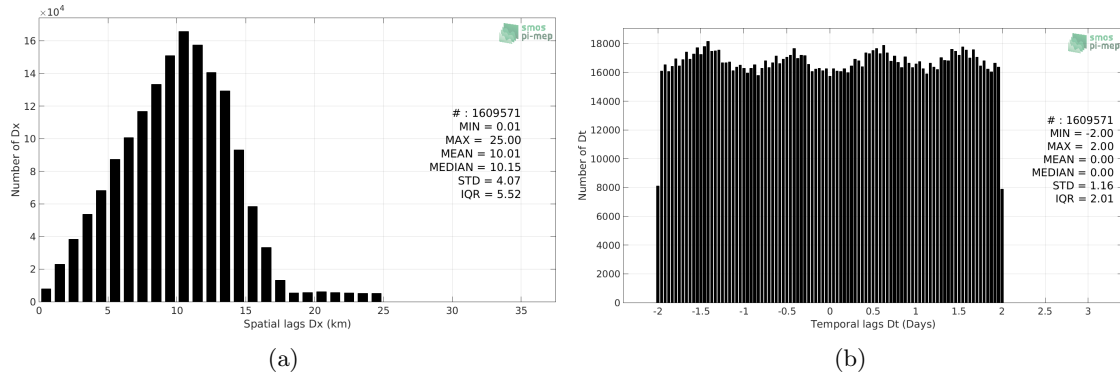 ×10⁴
16
14
12
10
8
6
4
2
0
Number of Dx
smos
pi-mep
# : 1609571
MIN = 0.01
MAX = 25.00
MEAN = 10.01
MEDIAN = 10.15
STD = 4.07
IQR = 5.52
0 5 10 15 20 25 30 35
Spatial lags Dx (km)
(a)
18000
16000
14000
12000
10000
8000
6000
4000
2000
0
Number of Dt
smos
pi-mep
# : 1609571
MIN = -2.00
MAX = 2.00
MEAN = 0.00
MEDIAN = 0.00
STD = 1.16
IQR = 2.01
-2 -1.5 -1 -0.5 0 0.5 1 1.5 2 2.5 3
Temporal lags Dt (Days)
(b)